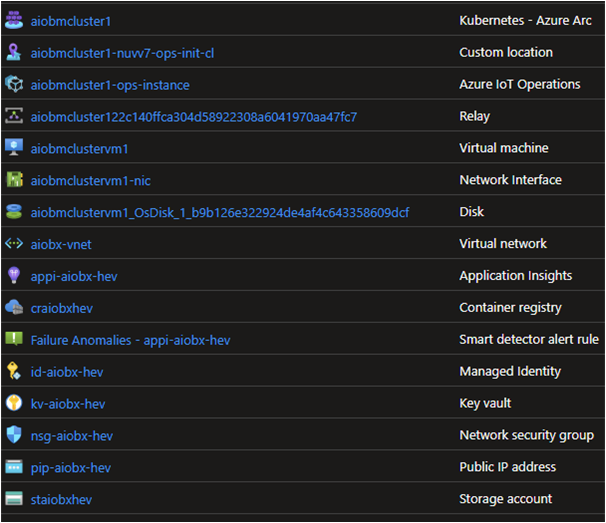 aiobmcluster1 Kubernetes - Azure Arc
aiobmcluster1-nuvv7-ops-init-cl Custom location
aiobmcluster1-ops-instance Azure IoT Operations
aiobmcluster122c140ffca304d58922308a6041970aa47fc7 Relay
aiobmclustervm1 Virtual machine
aiobmclustervm1-nic Network Interface
aiobmclustervm1_OsDisk_1_b9b126e322924de4af4c643358609dcf Disk
aiobx-vnet Virtual network
appi-aiobx-hev Application Insights
craiobxhev Container registry
Failure Anomalies - appi-aiobx-hev Smart detector alert rule
id-aiobx-hev Managed Identity
kv-aiobx-hev Key vault
nsg-aiobx-hev Network security group
pip-aiobx-hev Public IP address
staiobxhev Storage account